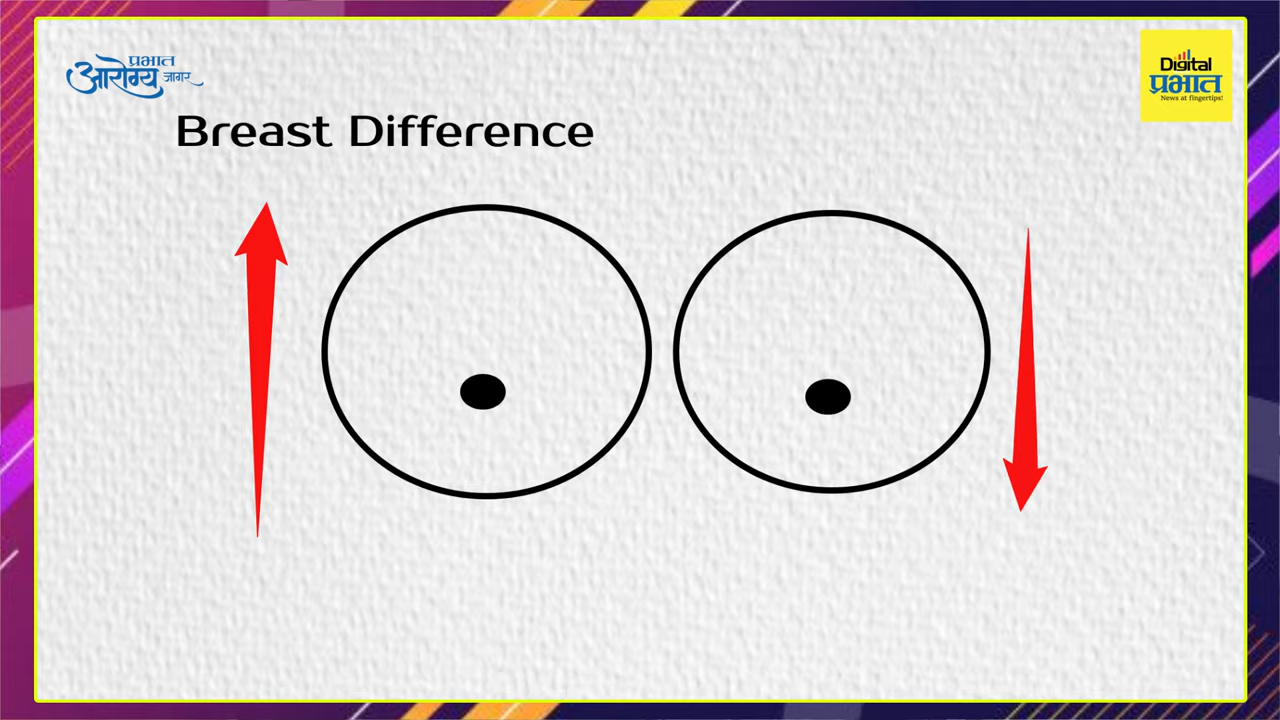 प्रभात
आरोग्य जागर
Digital
प्रभात
News at fingertips!
Breast Difference